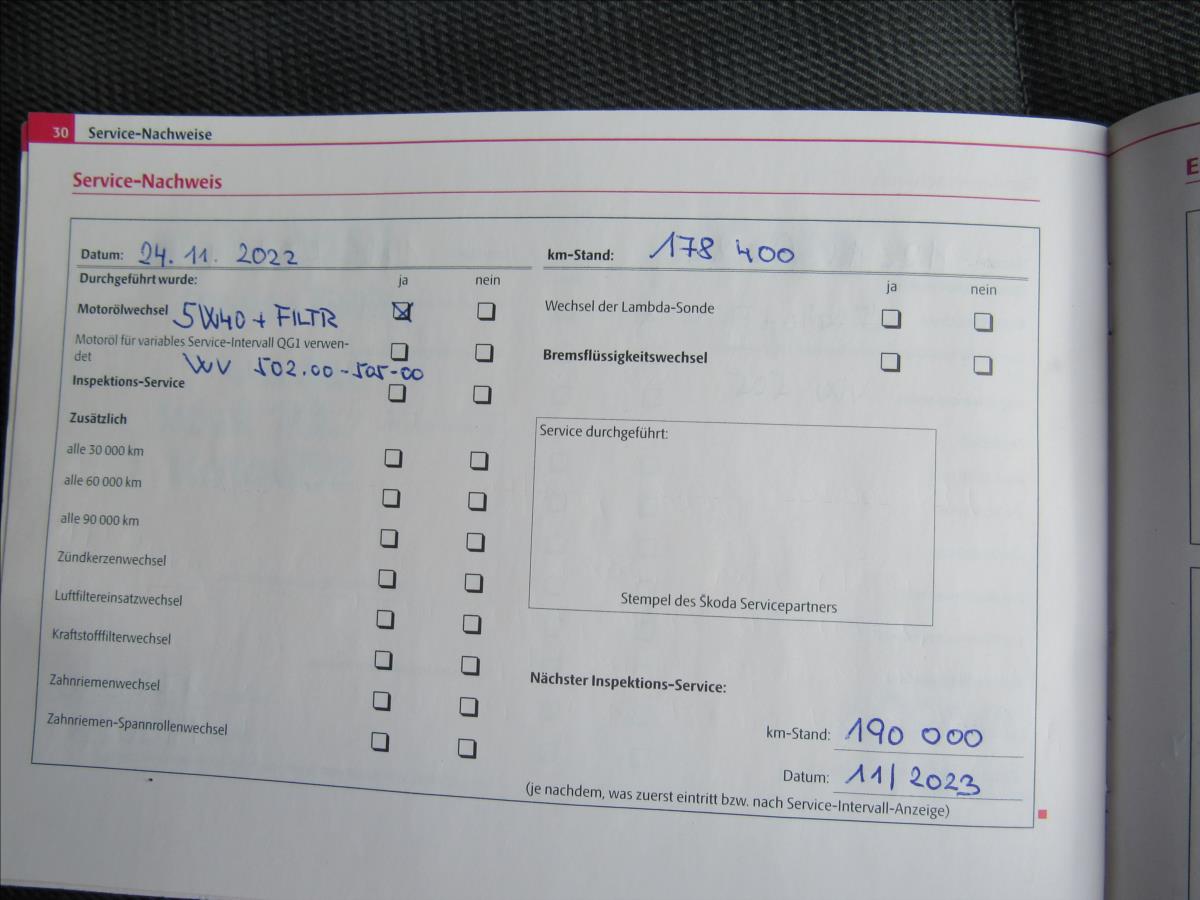 30 Service-Nachweise
Service-Nachweis
Datum: 24. 11. 2022 km-Stand: 178 400
Durchgeführt wurde: ja nein ja nein
Motorölwechsel 5W40 + FILTR Wechsel der Lambda-Sonde
Motoröl für variables Service-Intervall QG1 verwen-
det VW 502.00-505-00 Bremsflüssigkeitswechsel
Inspektions-Service
Zusätzlich
alle 30 000 km
alle 60 000 km
alle 90 000 km
Zündkerzenwechsel
Luftfiltereinsatzwechsel
Kraftstofffilterwechsel
Zahnriemenwechsel
Zahnriemen-Spannrollenwechsel
Service durchgeführt:
Stempel des Škoda Servicepartners
Nächster Inspektions-Service:
km-Stand: 190 000
Datum: 11/2023
(je nachdem, was zuerst eintritt bzw. nach Service-Intervall-Anzeige)
E